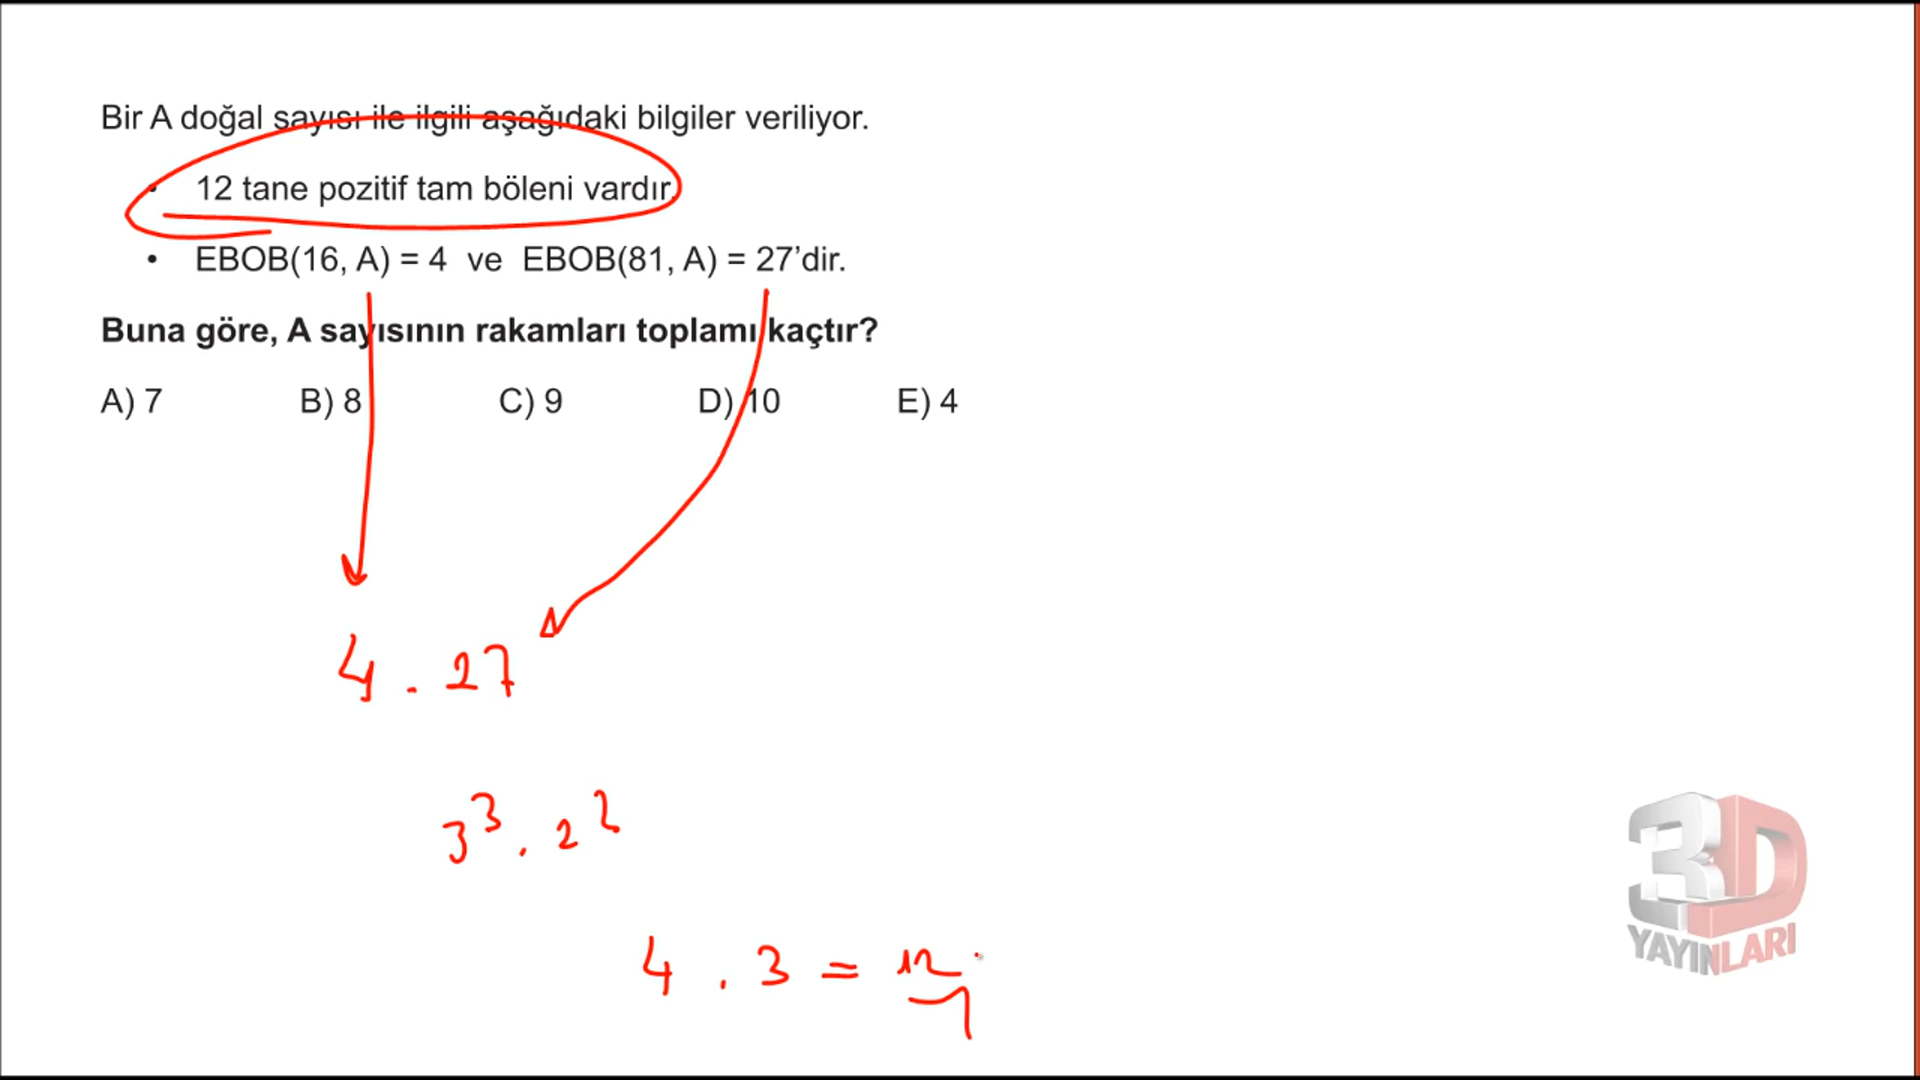 Bir A doğal sayısı ile ilgili aşağıdaki bilgiler veriliyor.
• 12 tane pozitif tam böleni vardır.
• EBOB(16, A) = 4 ve EBOB(81, A) = 27’dir.
Buna göre, A sayısının rakamları toplamı kaçtır?
A) 7 B) 8 C) 9 D) 10 E) 4
4 . 27
3³ . 2²
4 . 3 = 12
3D
YAYINLARI